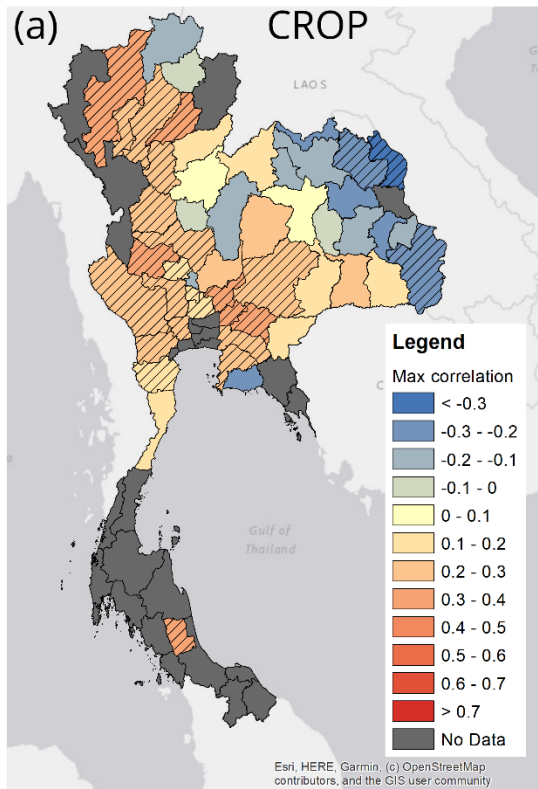 (a)
CROP
LAOS
Gulf of
Thailand
Legend
Max correlation
< -0.3
-0.3 - -0.2
-0.2 - -0.1
-0.1 - 0
0 - 0.1
0.1 - 0.2
0.2 - 0.3
0.3 - 0.4
0.4 - 0.5
0.5 - 0.6
0.6 - 0.7
> 0.7
No Data
Esri, HERE, Garmin, (c) OpenStreetMap
contributors, and the GIS user community